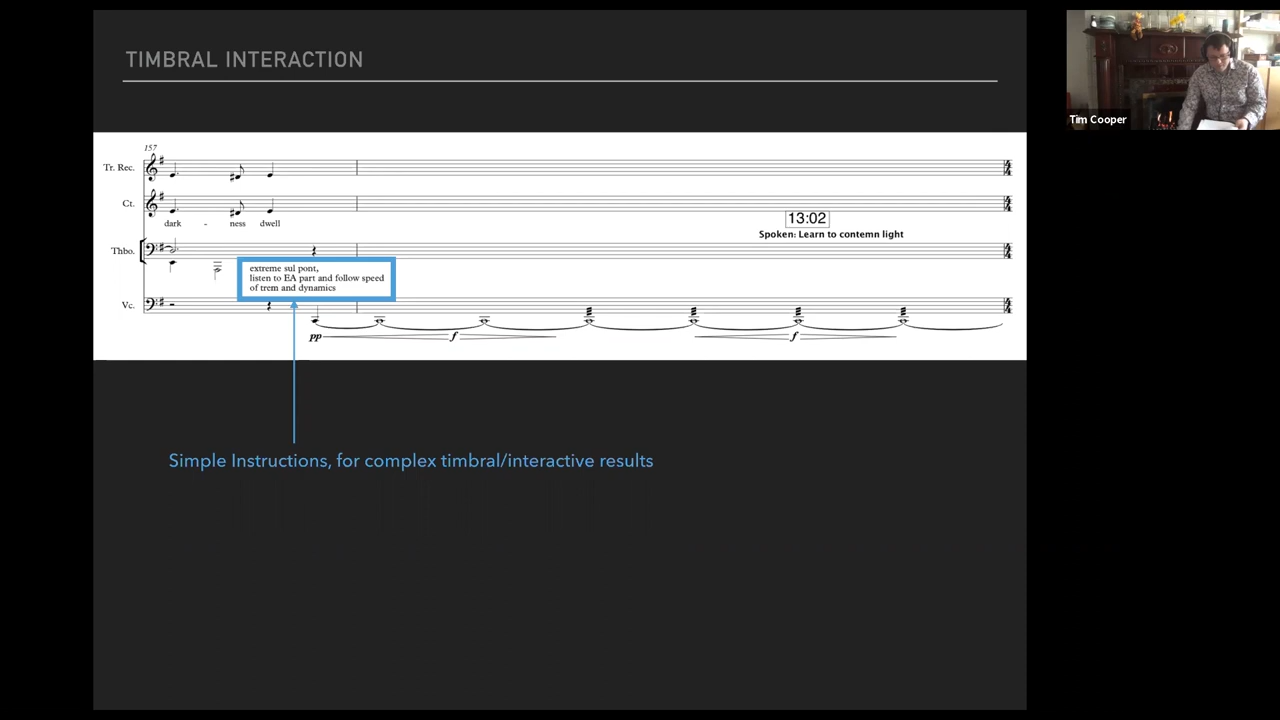 TIMBRAL INTERACTION
Tim Cooper
157
Tr. Rec.
Ct.
dark - ness dwell
13:02
Spoken: Learn to contemn light
Thbo.
extreme sul pont,
listen to EA part and follow speed
of trem and dynamics
Vc.
pp f f
Simple Instructions, for complex timbral/interactive results